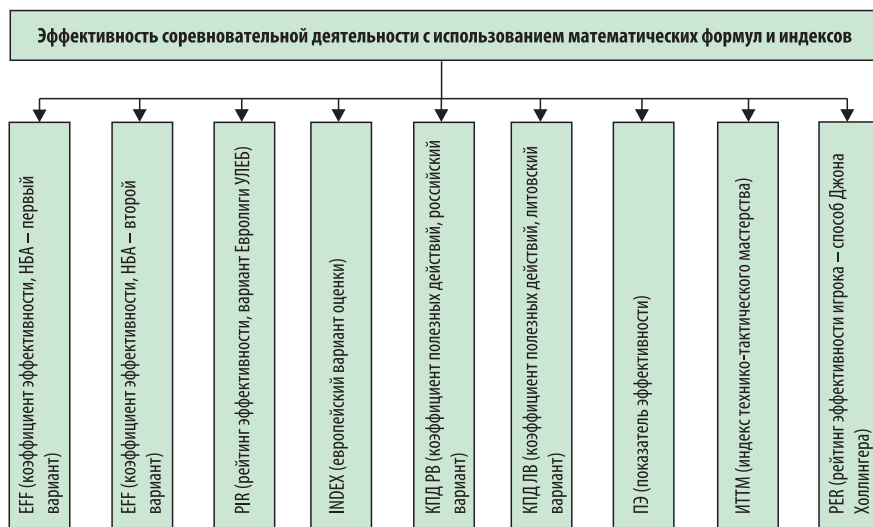 Эффективность соревновательной деятельности с использованием математических формул и индексов
EFF (коэффициент эффективности, НБА – первый
вариант)
EFF (коэффициент эффективности, НБА – второй
вариант)
PIR (рейтинг эффективности, вариант Евролиги УЛЕБ)
INDEX (европейский вариант оценки)
КПД РВ (коэффициент полезных действий, российский
вариант)
КПД ЛВ (коэффициент полезных действий, литовский
вариант)
ПЭ (показатель эффективности)
ИТТМ (индекс технико-тактического мастерства)
PER (рейтинг эффективности игрока – способ Джона
Холлингера)